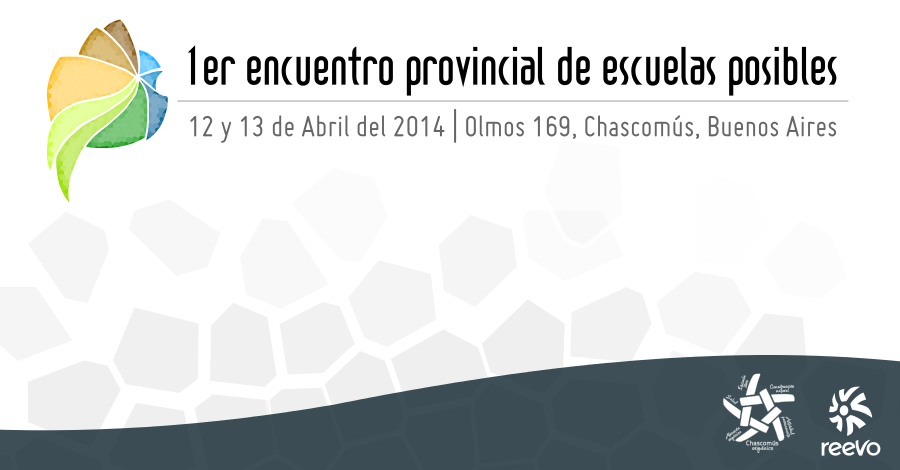 1er encuentro provincial de escuelas posibles
12 y 13 de Abril del 2014 | Olmos 169, Chascomús, Buenos Aires
Chascomús
orgánico
reevo